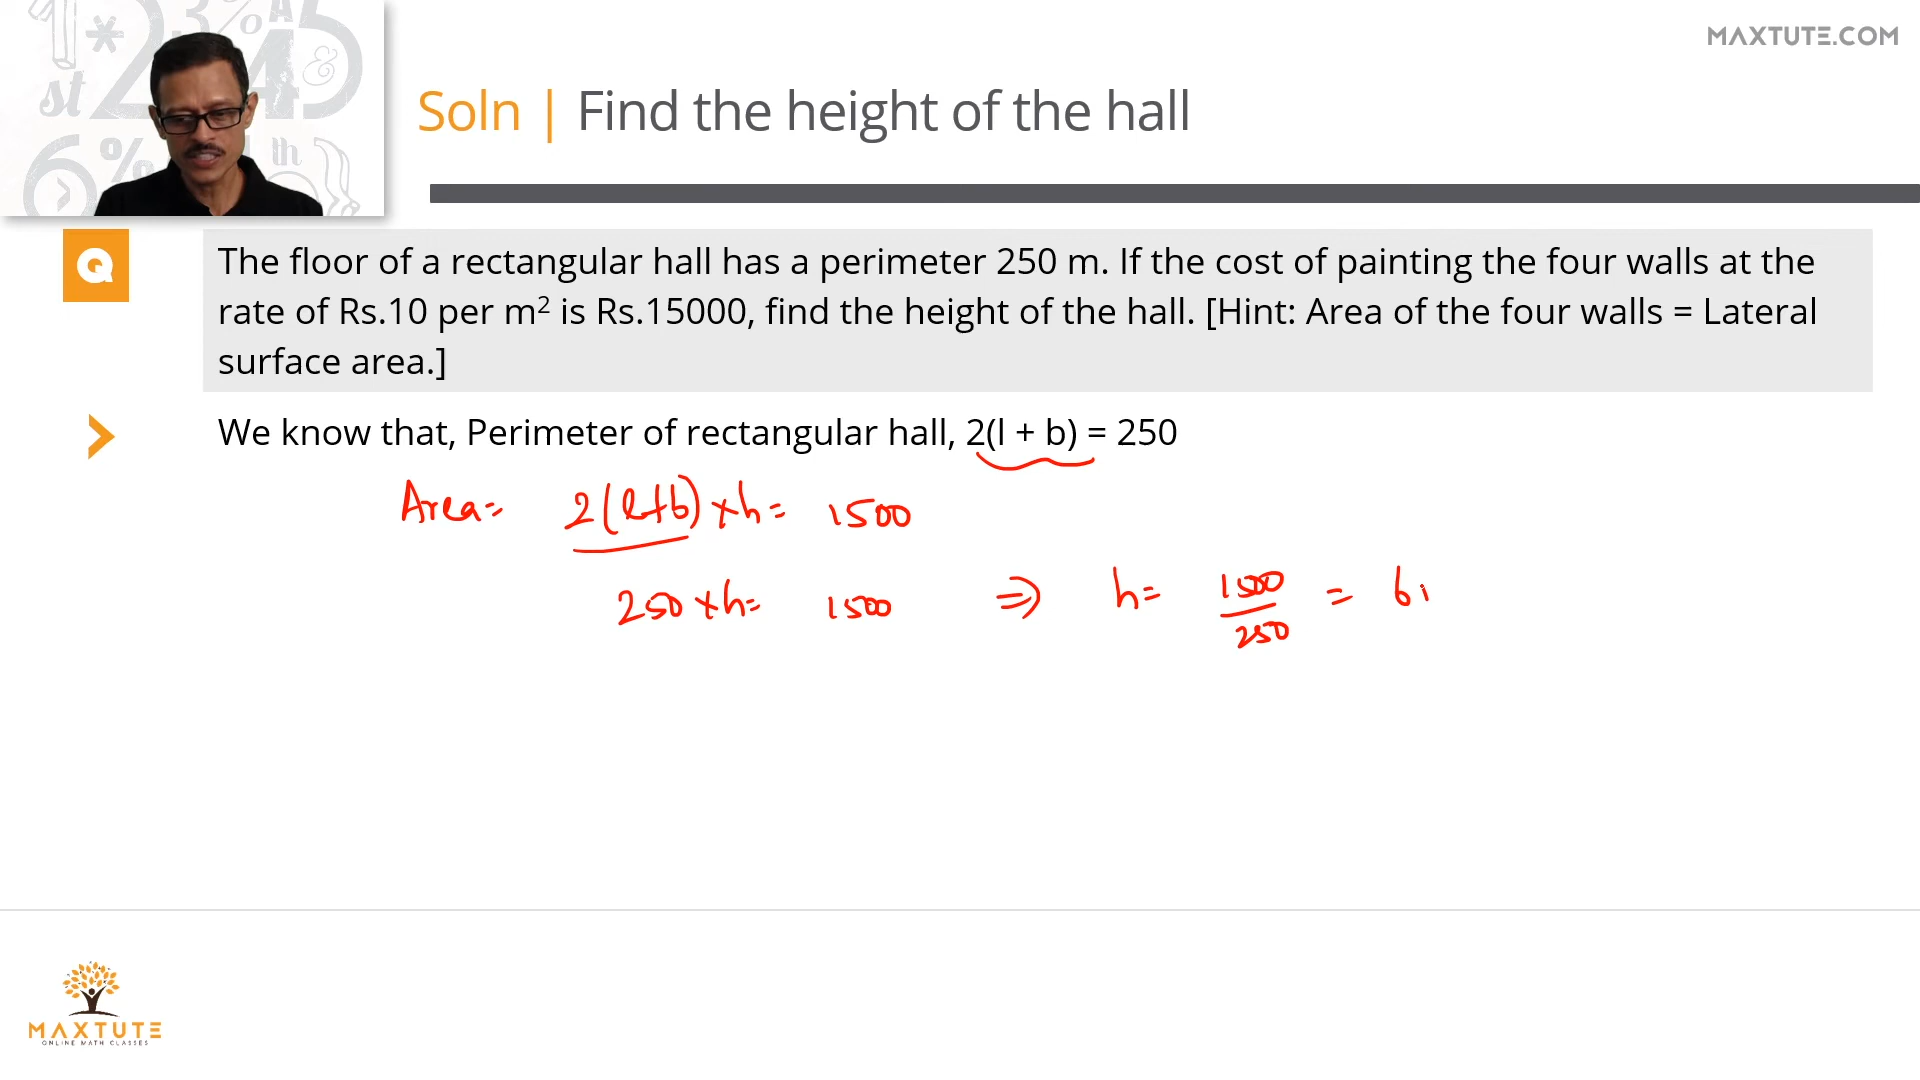 MAXTUTE.COM
Soln | Find the height of the hall
Q
The floor of a rectangular hall has a perimeter 250 m. If the cost of painting the four walls at the
rate of Rs.10 per m² is Rs.15000, find the height of the hall. [Hint: Area of the four walls = Lateral
surface area.]
We know that, Perimeter of rectangular hall, 2(l + b) = 250
Area = 2(l+b) × h = 1500
250 × h = 1500 ⇒ h = 1500/250 = 6
MAXTUTE
ONLINE MATH CLASSES